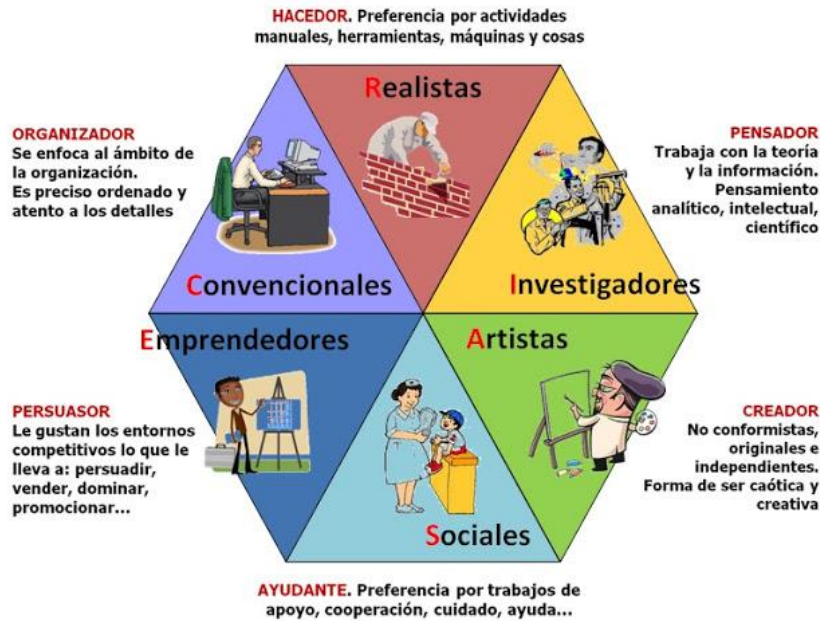 HACEDOR. Preferencia por actividades
manuales, herramientas, máquinas y cosas
Realistas
ORGANIZADOR
Se enfoca al ámbito de
la organización.
Es preciso ordenado y
atento a los detalles
PENSADOR
Trabaja con la teoría
y la información.
Pensamiento
analítico, intelectual,
científico
Convencionales
Investigadores
Emprendedores
Artistas
PERSUASOR
Le gustan los entornos
competitivos lo que le
lleva a: persuadir,
vender, dominar,
promocionar...
CREADOR
No conformistas,
originales e
independientes.
Forma de ser caótica y
creativa
Sociales
AYUDANTE. Preferencia por trabajos de
apoyo, cooperación, cuidado, ayuda...